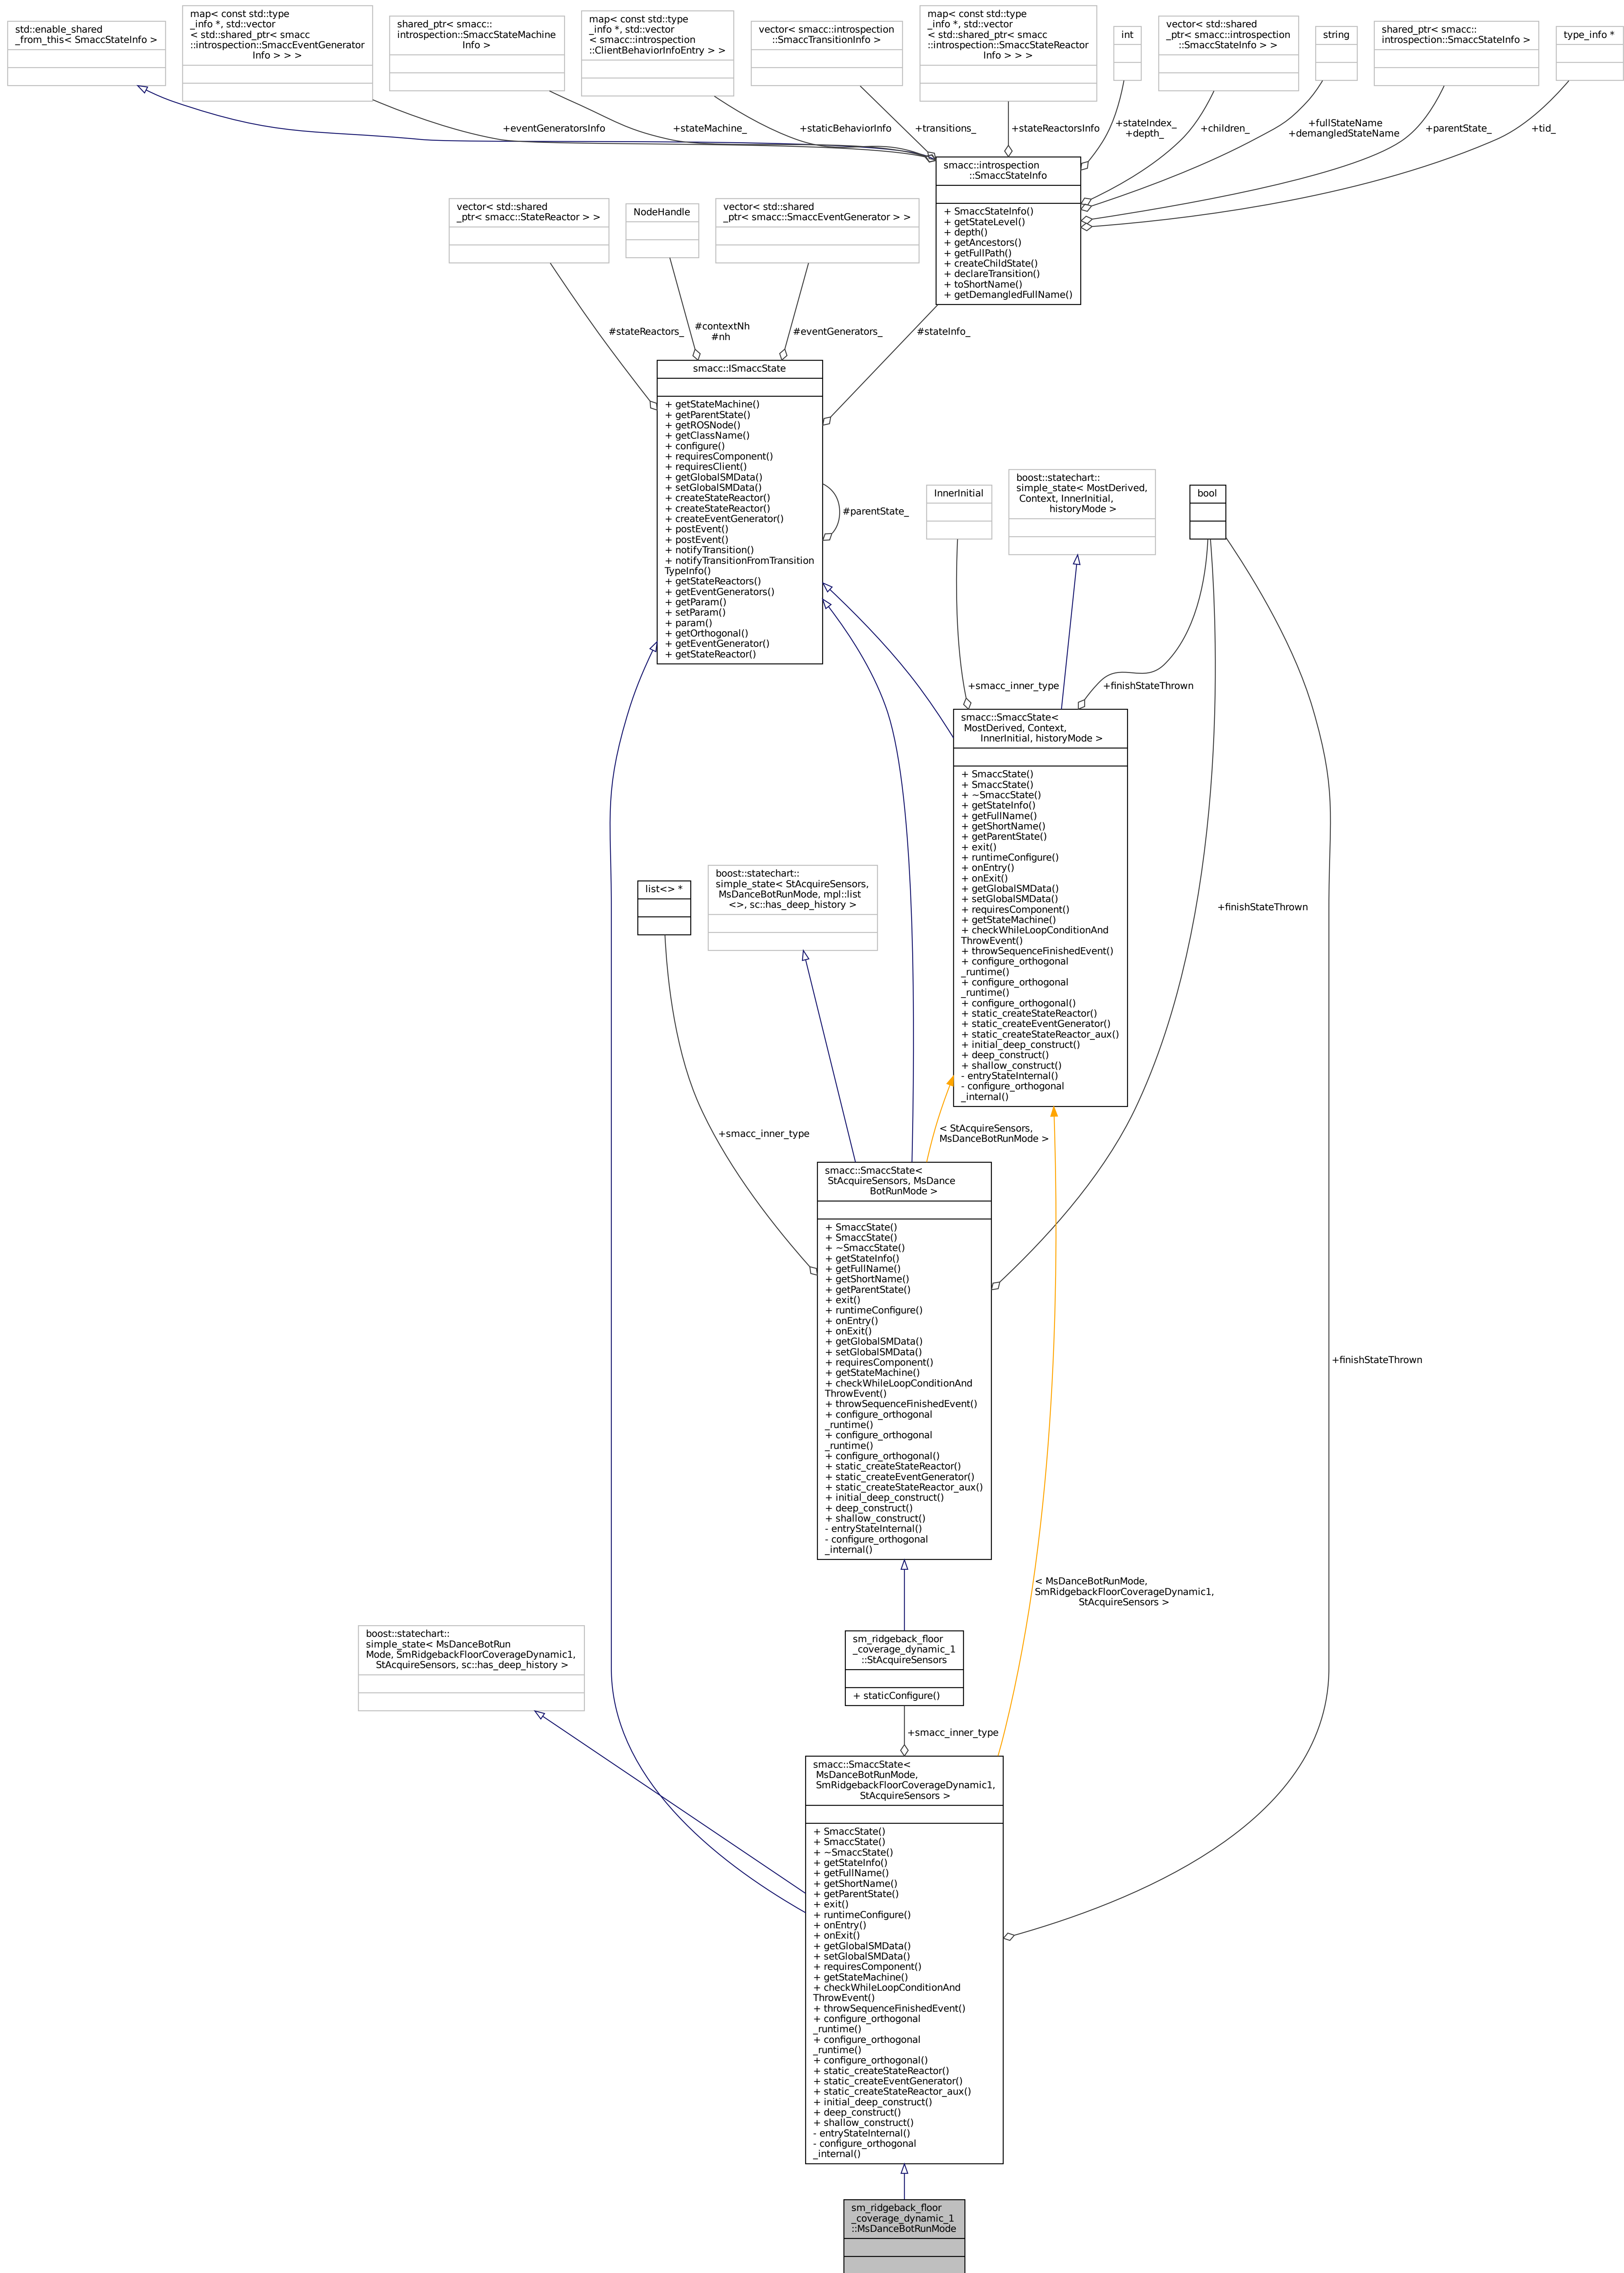 std::enable_shared
_from_this< SmaccStateInfo >
map< const std::type
_info *, std::vector
< std::shared_ptr< smacc
::introspection::SmaccEventGenerator
Info > > >
shared_ptr< smacc::
introspection::SmaccStateMachine
Info >
map< const std::type
_info *, std::vector
< smacc::introspection
::ClientBehaviorInfoEntry > >
vector< smacc::introspection
::SmaccTransitionInfo >
map< const std::type
_info *, std::vector
< std::shared_ptr< smacc
::introspection::SmaccStateReactor
Info > > >
int
vector< std::shared
_ptr< smacc::introspection
::SmaccStateInfo > >
string
shared_ptr< smacc::
introspection::SmaccStateInfo >
type_info *
+eventGeneratorsInfo
+stateMachine_
+staticBehaviorInfo
+transitions_
+stateReactorsInfo
+stateIndex_
+depth_
+children_
+fullStateName
+demangledStateName
+parentState_
+tid_
smacc::introspection
::SmaccStateInfo
+ SmaccStateInfo()
+ getStateLevel()
+ depth()
+ getAncestors()
+ getFullPath()
+ createChildState()
+ declareTransition()
+ toShortName()
+ getDemangledFullName()
vector< std::shared
_ptr< smacc::StateReactor > >
NodeHandle
vector< std::shared
_ptr< smacc::SmaccEventGenerator > >
#stateReactors_
#contextNh
#nh
#eventGenerators_
#stateInfo_
smacc::ISmaccState
+ getStateMachine()
+ getParentState()
+ getROSNode()
+ getClassName()
+ configure()
+ requiresComponent()
+ requiresClient()
+ getGlobalSMData()
+ setGlobalSMData()
+ createStateReactor()
+ createStateReactor()
+ createEventGenerator()
+ postEvent()
+ postEvent()
+ notifyTransition()
+ notifyTransitionFromTransition
TypeInfo()
+ getStateReactors()
+ getEventGenerators()
+ getParam()
+ setParam()
+ param()
+ getOrthogonal()
+ getEventGenerator()
+ getStateReactor()
#parentState_
InnerInitial
boost::statechart::
simple_state< MostDerived,
Context, InnerInitial,
historyMode >
bool
+smacc_inner_type
+finishStateThrown
smacc::SmaccState<
MostDerived, Context,
InnerInitial, historyMode >
+ SmaccState()
+ SmaccState()
+ ~SmaccState()
+ getStateInfo()
+ getFullName()
+ getShortName()
+ getParentState()
+ exit()
+ runtimeConfigure()
+ onEntry()
+ onExit()
+ getGlobalSMData()
+ setGlobalSMData()
+ requiresComponent()
+ getStateMachine()
+ checkWhileLoopConditionAnd
ThrowEvent()
+ throwSequenceFinishedEvent()
+ configure_orthogonal
_runtime()
+ configure_orthogonal
_runtime()
+ configure_orthogonal()
+ static_createStateReactor()
+ static_createEventGenerator()
+ static_createStateReactor_aux()
+ initial_deep_construct()
+ deep_construct()
+ shallow_construct()
- entryStateInternal()
- configure_orthogonal
_internal()
list<> *
boost::statechart::
simple_state< StAcquireSensors,
MsDanceBotRunMode, mpl::list
<>, sc::has_deep_history >
+finishStateThrown
+smacc_inner_type
< StAcquireSensors,
MsDanceBotRunMode >
smacc::SmaccState<
StAcquireSensors, MsDance
BotRunMode >
+ SmaccState()
+ SmaccState()
+ ~SmaccState()
+ getStateInfo()
+ getFullName()
+ getShortName()
+ getParentState()
+ exit()
+ runtimeConfigure()
+ onEntry()
+ onExit()
+ getGlobalSMData()
+ setGlobalSMData()
+ requiresComponent()
+ getStateMachine()
+ checkWhileLoopConditionAnd
ThrowEvent()
+ throwSequenceFinishedEvent()
+ configure_orthogonal
_runtime()
+ configure_orthogonal
_runtime()
+ configure_orthogonal()
+ static_createStateReactor()
+ static_createEventGenerator()
+ static_createStateReactor_aux()
+ initial_deep_construct()
+ deep_construct()
+ shallow_construct()
- entryStateInternal()
- configure_orthogonal
_internal()
+finishStateThrown
< MsDanceBotRunMode,
SmRidgebackFloorCoverageDynamic1,
StAcquireSensors >
boost::statechart::
simple_state< MsDanceBotRun
Mode, SmRidgebackFloorCoverageDynamic1,
StAcquireSensors, sc::has_deep_history >
sm_ridgeback_floor
_coverage_dynamic_1
::StAcquireSensors
+ staticConfigure()
+smacc_inner_type
smacc::SmaccState<
MsDanceBotRunMode,
SmRidgebackFloorCoverageDynamic1,
StAcquireSensors >
+ SmaccState()
+ SmaccState()
+ ~SmaccState()
+ getStateInfo()
+ getFullName()
+ getShortName()
+ getParentState()
+ exit()
+ runtimeConfigure()
+ onEntry()
+ onExit()
+ getGlobalSMData()
+ setGlobalSMData()
+ requiresComponent()
+ getStateMachine()
+ checkWhileLoopConditionAnd
ThrowEvent()
+ throwSequenceFinishedEvent()
+ configure_orthogonal
_runtime()
+ configure_orthogonal
_runtime()
+ configure_orthogonal()
+ static_createStateReactor()
+ static_createEventGenerator()
+ static_createStateReactor_aux()
+ initial_deep_construct()
+ deep_construct()
+ shallow_construct()
- entryStateInternal()
- configure_orthogonal
_internal()
sm_ridgeback_floor
_coverage_dynamic_1
::MsDanceBotRunMode